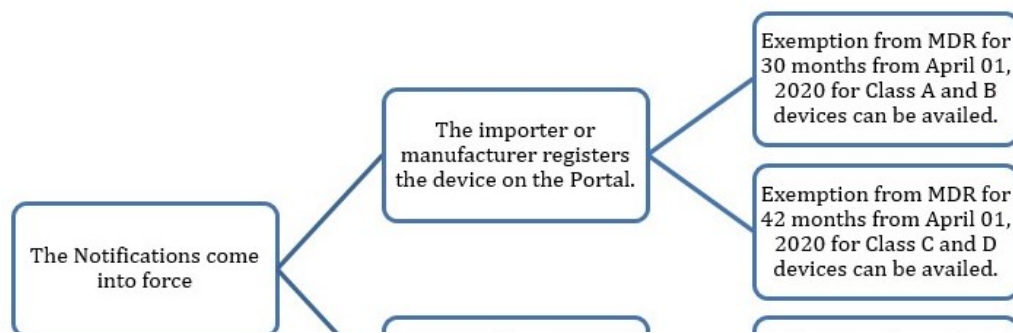 Exemption from MDR for
30 months from April 01,
2020 for Class A and B
devices can be availed.
The importer or
manufacturer registers
the device on the Portal.
Exemption from MDR for
42 months from April 01,
2020 for Class C and D
devices can be availed.
The Notifications come
into force